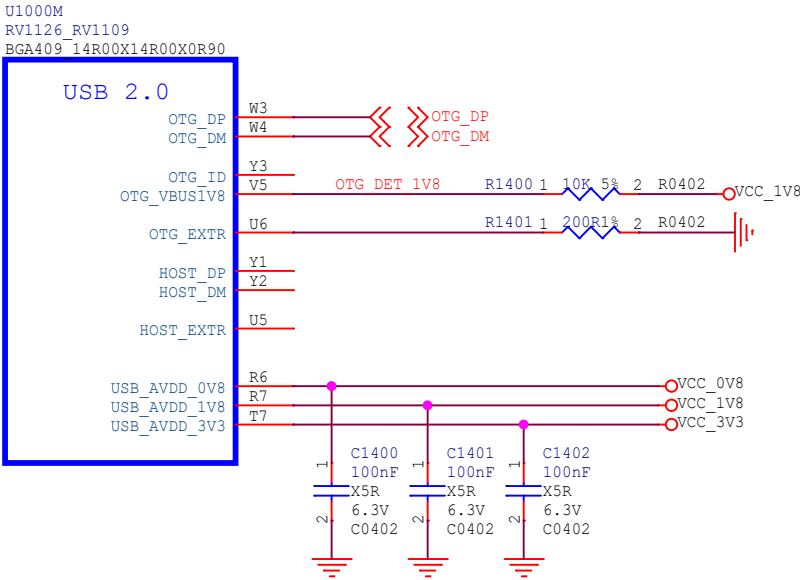 U1000M
RV1126_RV1109
BGA409_14R00X14R00X0R90
USB 2.0
OTG_DP W3 OTG_DP
OTG_DM W4 OTG_DM
OTG_ID Y3
OTG_VBUS1V8 V5 OTG_DET_1V8 R1400 1 10K 5% 2 R0402 VCC_1V8
OTG_EXTR U6 R1401 1 200R1% 2 R0402
HOST_DP Y1
HOST_DM Y2
HOST_EXTR U5
USB_AVDD_0V8 R6 VCC_0V8
USB_AVDD_1V8 R7 VCC_1V8
USB_AVDD_3V3 T7 VCC_3V3
C1400 C1401 C1402
1 100nF 1 100nF 1 100nF
X5R X5R X5R
2 6.3V 2 6.3V 2 6.3V
C0402 C0402 C0402